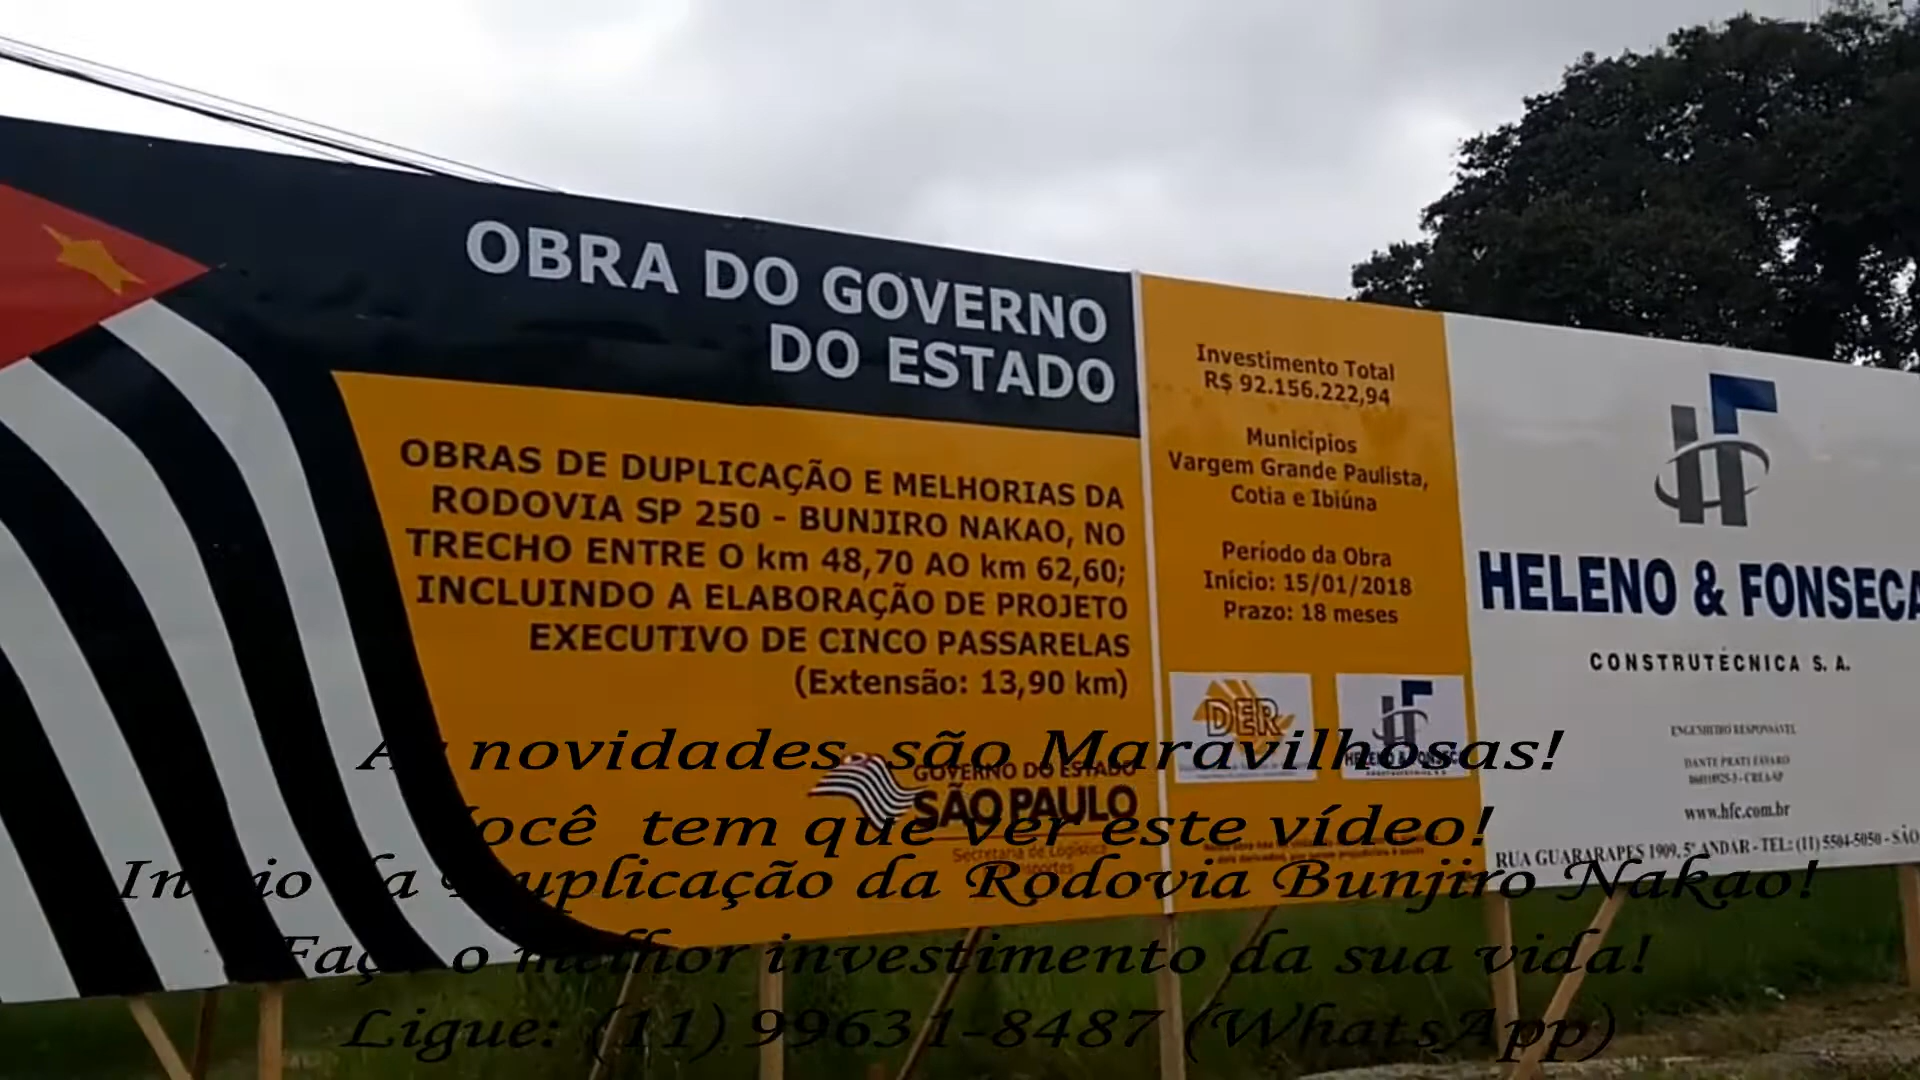 OBRA DO GOVERNO
DO ESTADO
OBRAS DE DUPLICAÇÃO E MELHORIAS DA
RODOVIA SP 250 - BUNJIRO NAKAO, NO
TRECHO ENTRE O km 48,70 AO km 62,60;
INCLUINDO A ELABORAÇÃO DE PROJETO
EXECUTIVO DE CINCO PASSARELAS
(Extensão: 13,90 km)
GOVERNO DO ESTADO
SÃO PAULO
Secretaria de Logística
Investimento Total
R$ 92.156.222,94
Municípios
Vargem Grande Paulista,
Cotia e Ibiúna
Período da Obra
Início: 15/01/2018
Prazo: 18 meses
DER
HELENO & FONSECA
HELENO & FONSECA
CONSTRUTÉCNICA S. A.
ENGENHEIRO RESPONSÁVEL
DANTE PRATI FAVARO
www.hfc.com.br
RUA GUARARAPES 1909, 5º ANDAR - TEL: (11) 5504-5050 - SÃO
As novidades são Maravilhosas!
Você tem que ver este vídeo!
Início da Duplicação da Rodovia Bunjiro Nakao!
Faça o melhor investimento da sua vida!
Ligue: (11) 99631-8487 (WhatsApp)